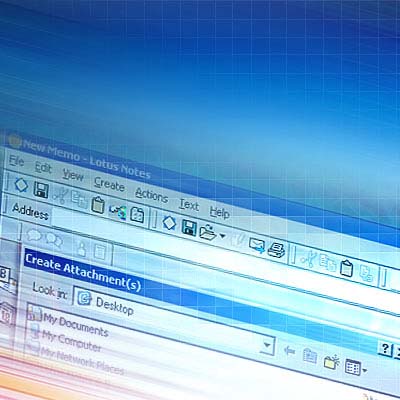 New Memo - Lotus Notes
File Edit View Create Actions Text Help
Address
Create Attachment(s)
Look in: Desktop
My Documents
My Computer
My Network Places